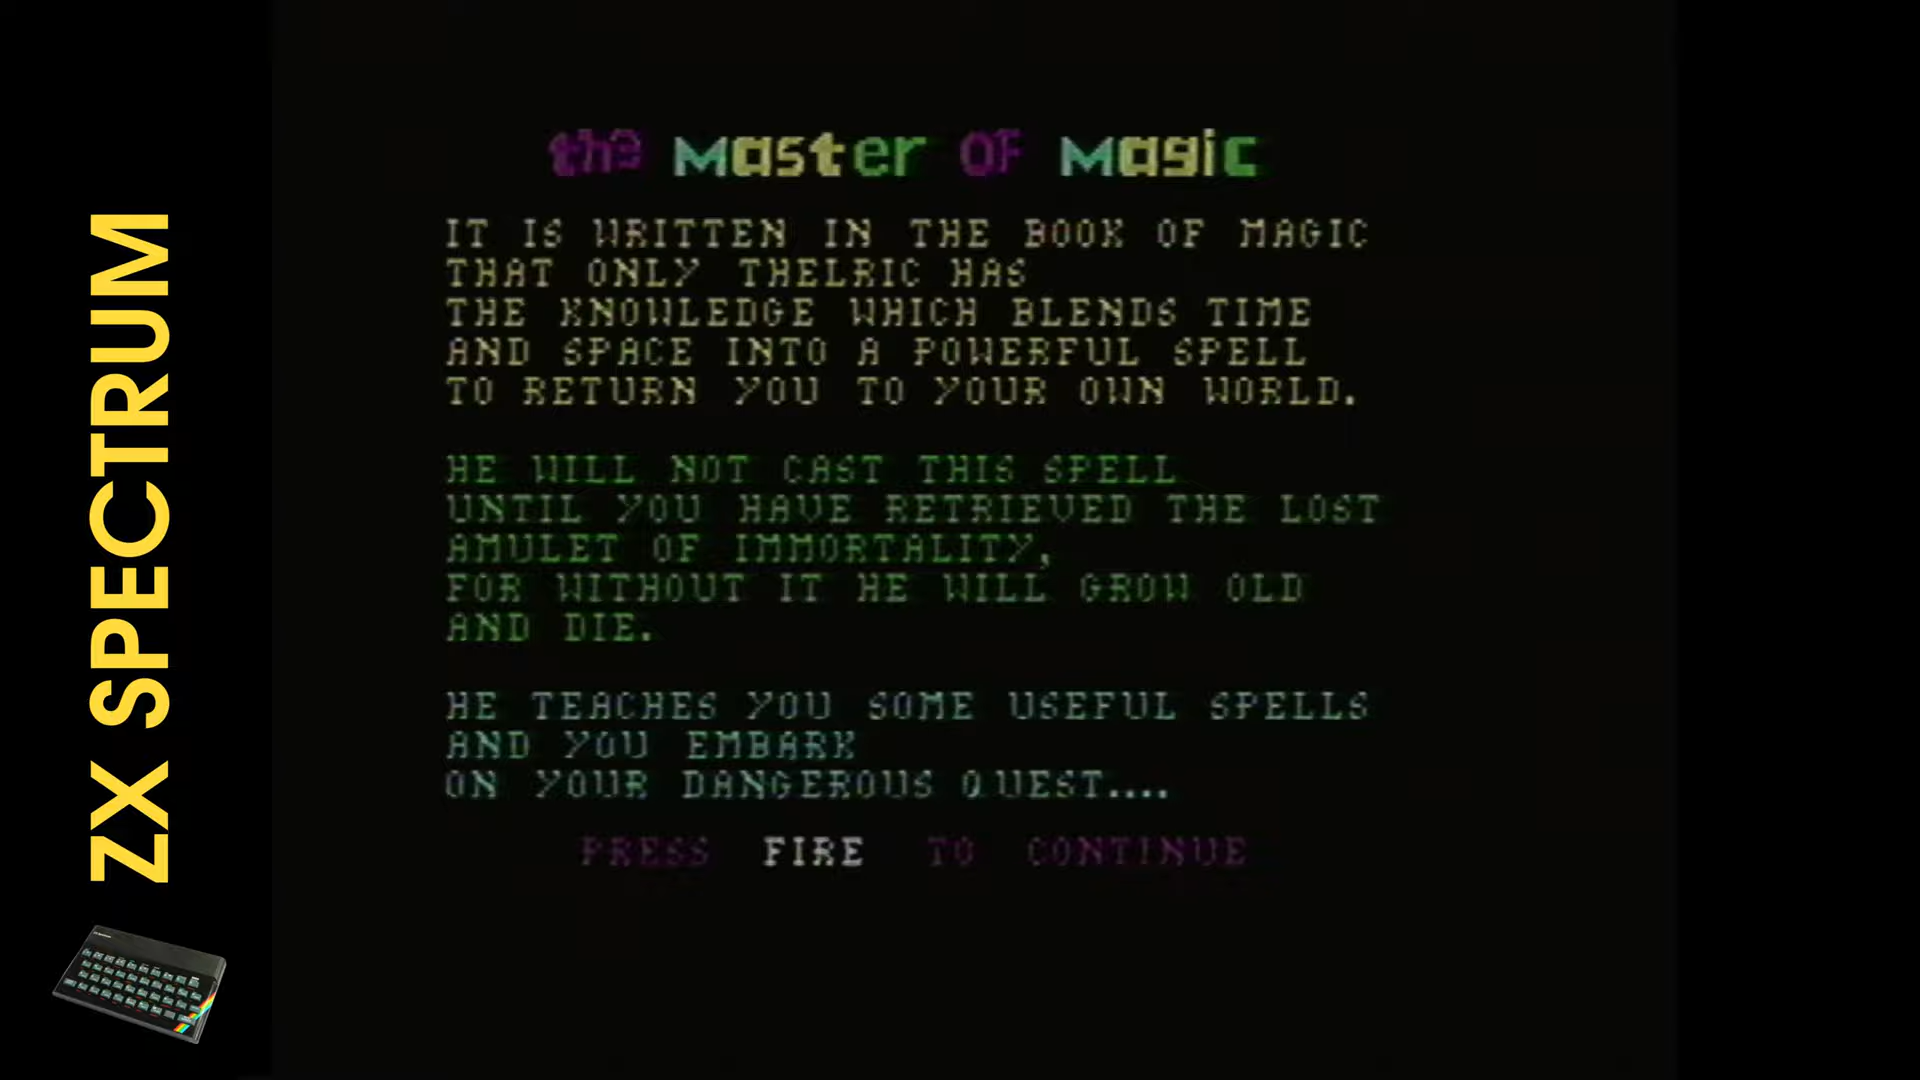 ZX SPECTRUM
the Master OF Magic
IT IS WRITTEN IN THE BOOK OF MAGIC
THAT ONLY THELRIC HAS
THE KNOWLEDGE WHICH BLENDS TIME
AND SPACE INTO A POWERFUL SPELL
TO RETURN YOU TO YOUR OWN WORLD.
HE WILL NOT CAST THIS SPELL
UNTIL YOU HAVE RETRIEVED THE LOST
AMULET OF IMMORTALITY,
FOR WITHOUT IT HE WILL GROW OLD
AND DIE.
HE TEACHES YOU SOME USEFUL SPELLS
AND YOU EMBARK
ON YOUR DANGEROUS QUEST....
PRESS FIRE TO CONTINUE